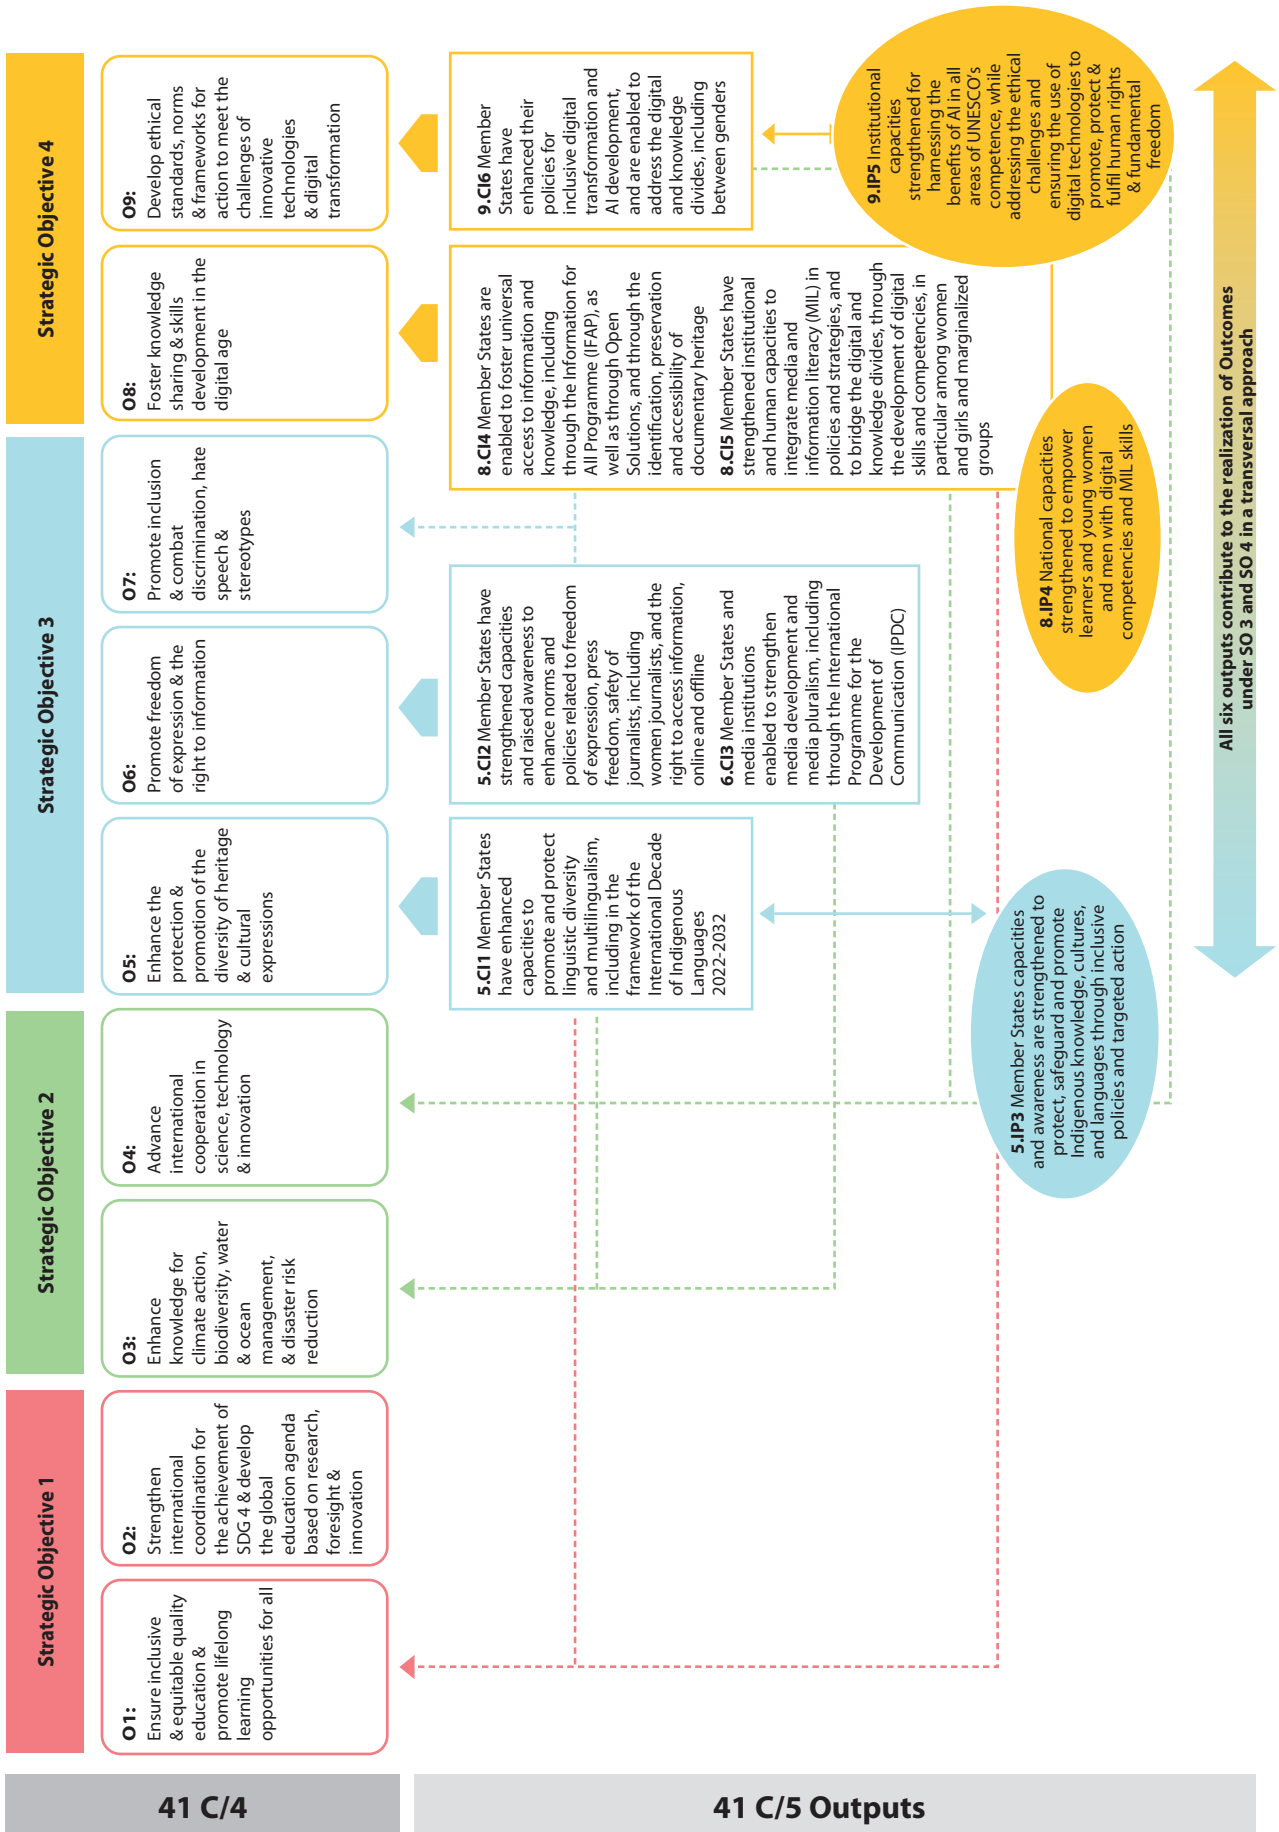 41 C/4
Strategic Objective 1
Strategic Objective 2
Strategic Objective 3
Strategic Objective 4
O1:
Ensure inclusive
& equitable quality
education &
promote lifelong
learning
opportunities for all
O2:
Strengthen
international
coordination for
the achievement of
SDG 4 & develop
the global
education agenda
based on research,
foresight &
innovation
O3:
Enhance
knowledge for
climate action,
biodiversity, water
& ocean
management,
& disaster risk
reduction
O4:
Advance
international
cooperation in
science, technology
& innovation
O5:
Enhance the
protection &
promotion of the
diversity of heritage
& cultural
expressions
O6:
Promote freedom
of expression & the
right to information
O7:
Promote inclusion
& combat
discrimination, hate
speech &
stereotypes
O8:
Foster knowledge
sharing & skills
development in the
digital age
O9:
Develop ethical
standards, norms
& frameworks for
action to meet the
challenges of
innovative
technologies
& digital
transformation
41 C/5 Outputs
5.CI1 Member States
have enhanced
capacities to
promote and protect
linguistic diversity
and multilingualism,
including in the
framework of the
International Decade
of Indigenous
Languages
2022-2032
5.CI2 Member States have
strengthened capacities
and raised awareness to
enhance norms and
policies related to freedom
of expression, press
freedom, safety of
journalists, including
women journalists, and the
right to access information,
online and offline
6.CI3 Member States and
media institutions
enabled to strengthen
media development and
media pluralism, including
through the International
Programme for the
Development of
Communication (IPDC)
8.CI4 Member States are
enabled to foster universal
access to information and
knowledge, including
through the Information for
All Programme (IFAP), as
well as through Open
Solutions, and through the
identification, preservation
and accessibility of
documentary heritage
8.CI5 Member States have
strengthened institutional
and human capacities to
integrate media and
information literacy (MIL) in
policies and strategies, and
to bridge the digital and
knowledge divides, through
the development of digital
skills and competencies, in
particular among women
and girls and marginalized
groups
9.CI6 Member
States have
enhanced their
policies for
inclusive digital
transformation and
AI development,
and are enabled to
address the digital
and knowledge
divides, including
between genders
5.IP3 Member States capacities
and awareness are strengthened to
protect, safeguard and promote
Indigenous knowledge, cultures,
and languages through inclusive
policies and targeted action
8.IP4 National capacities
strengthened to empower
learners and young women
and men with digital
competencies and MIL skills
9.IP5 Institutional
capacities
strengthened for
harnessing the
benefits of AI in all
areas of UNESCO's
competence, while
addressing the ethical
challenges and
ensuring the use of
digital technologies to
promote, protect &
fulfil human rights
& fundamental
freedom
All six outputs contribute to the realization of Outcomes
under SO 3 and SO 4 in a transversal approach